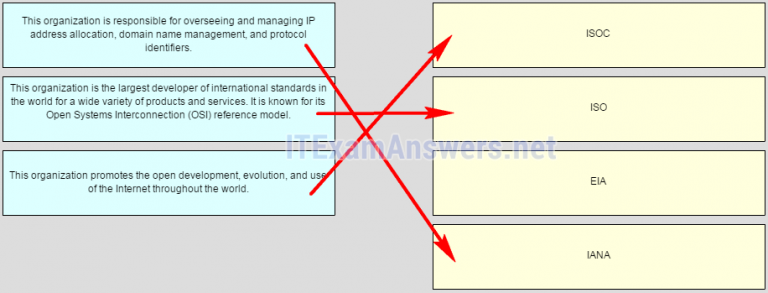 This organization is responsible for overseeing and managing IP
address allocation, domain name management, and protocol
identifiers.
ISOC
This organization is the largest developer of international standards in
the world for a wide variety of products and services. It is known for its
Open Systems Interconnection (OSI) reference model.
ISO
ITExamAnswers.net
This organization promotes the open development, evolution, and use
of the Internet throughout the world.
EIA
IANA